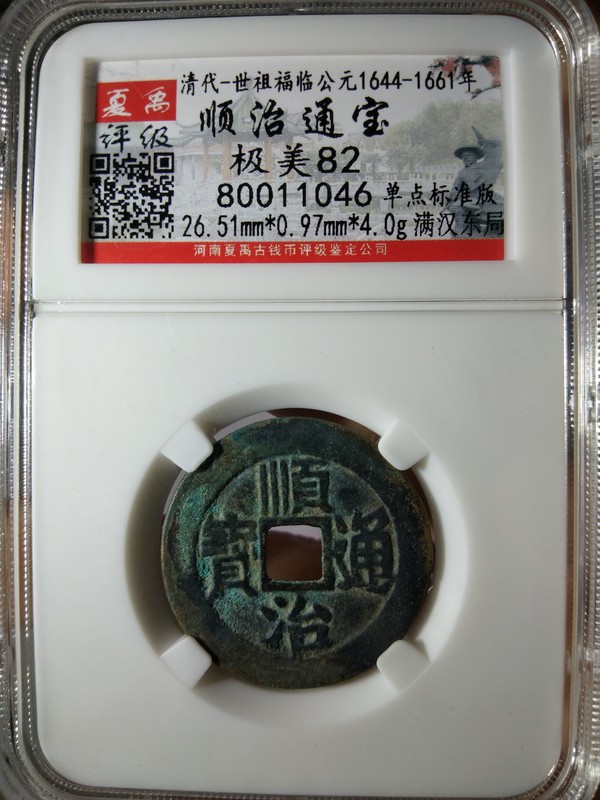 夏禹
评级
清代-世祖福临公元1644-1661年
顺治通宝
极美82
80011046 单点标准版
26.51mm*0.97mm*4.0g 满汉东局
河南夏禹古钱币评级鉴定公司
順
寶 通
治